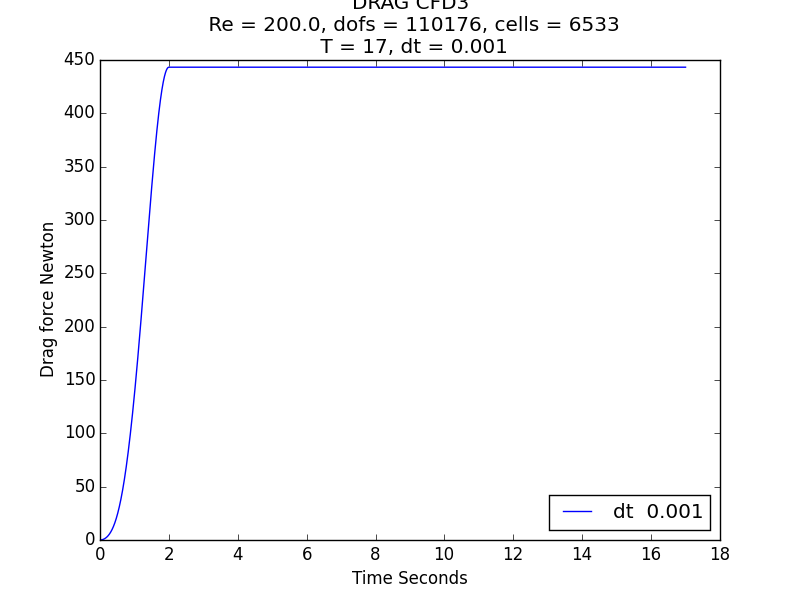 DRAG CFD3
Re = 200.0, dofs = 110176, cells = 6533
T = 17, dt = 0.001
450
400
350
300
250
200
150
100
50
0
Drag force Newton
dt 0.001
0 2 4 6 8 10 12 14 16 18
Time Seconds